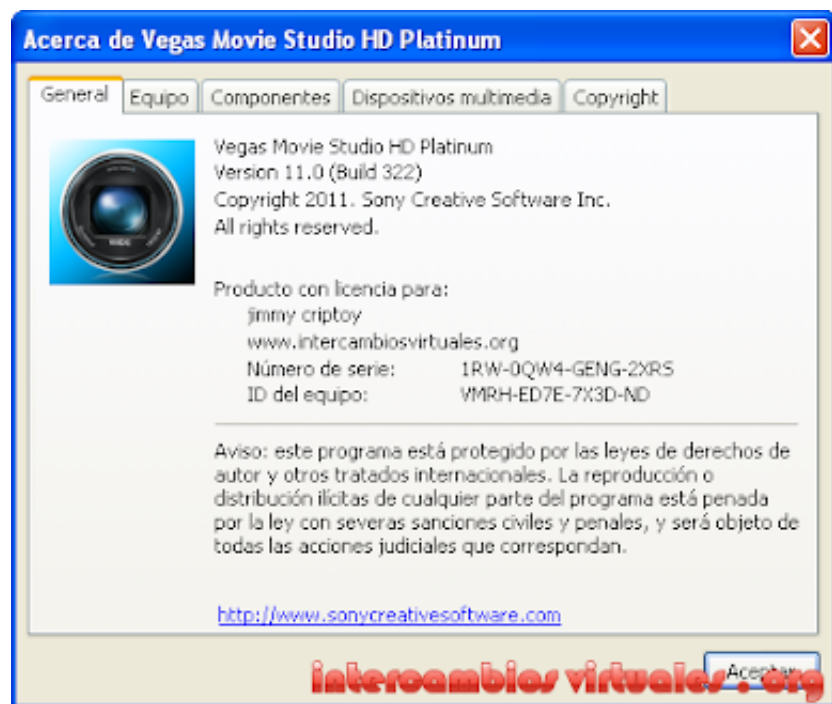 Acerca de Vegas Movie Studio HD Platinum
General Equipo Componentes Dispositivos multimedia Copyright
Vegas Movie Studio HD Platinum
Version 11.0 (Build 322)
Copyright 2011. Sony Creative Software Inc.
All rights reserved.
Producto con licencia para:
jimmy criptoy
www.intercambiosvirtuales.org
Número de serie: 1RW-0QW4-GENG-2XRS
ID del equipo: VMRH-ED7E-7X3D-ND
Aviso: este programa está protegido por las leyes de derechos de
autor y otros tratados internacionales. La reproducción o
distribución ilícitas de cualquier parte del programa está penada
por la ley con severas sanciones civiles y penales, y será objeto de
todas las acciones judiciales que correspondan.
http://www.sonycreativesoftware.com
Aceptar
intercambios virtuales.org